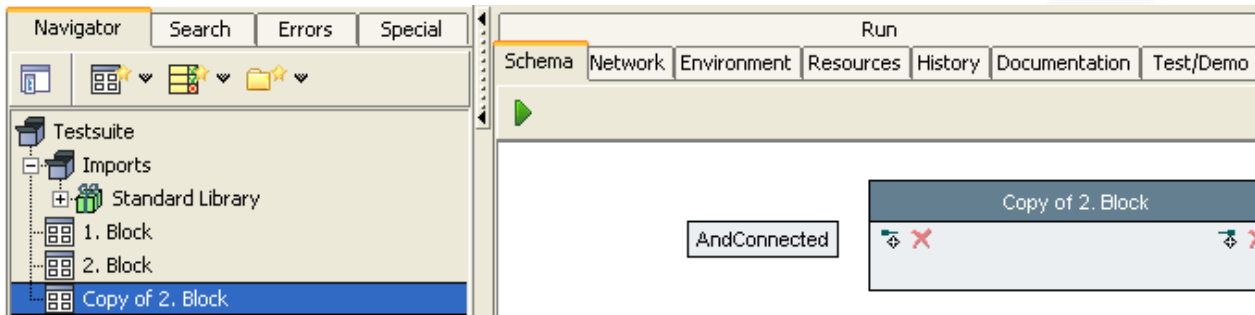 Navigator Search Errors Special
Testsuite
Imports
Standard Library
1. Block
2. Block
Copy of 2. Block
Run
Schema Network Environment Resources History Documentation Test/Demo
Copy of 2. Block
AndConnected